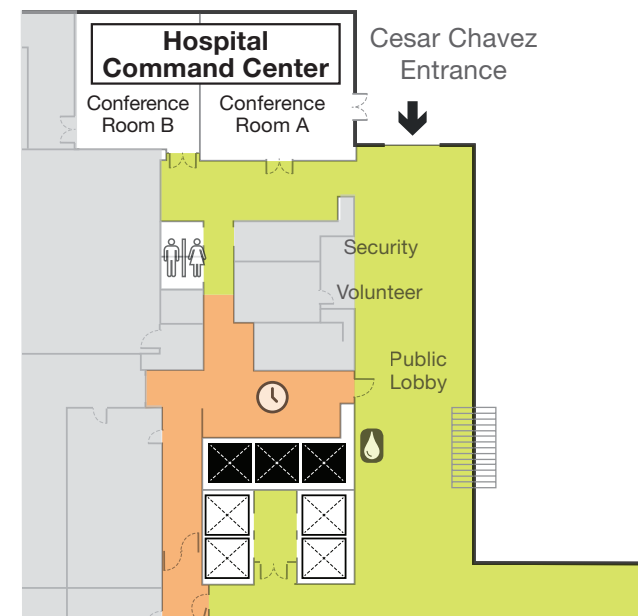 Hospital
Command Center
Conference
Room B
Conference
Room A
Cesar Chavez
Entrance
Security
Volunteer
Public
Lobby